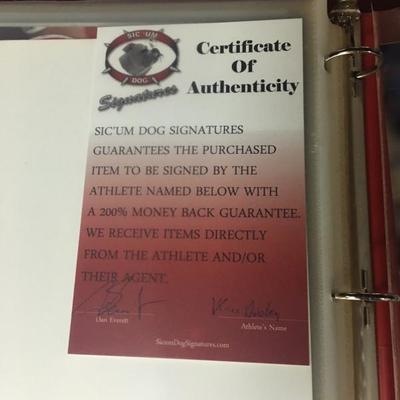 SIC'UM
DOG
Signatures
Certificate
Of
Authenticity
SIC'UM DOG SIGNATURES
GUARANTEES THE PURCHASED
ITEM TO BE SIGNED BY THE
ATHLETE NAMED BELOW WITH
A 200% MONEY BACK GUARANTEE.
WE RECEIVE ITEMS DIRECTLY
FROM THE ATHLETE AND/OR
THEIR AGENT.
Dan Everett
Athlete's Name
SicumDogSignatures.com